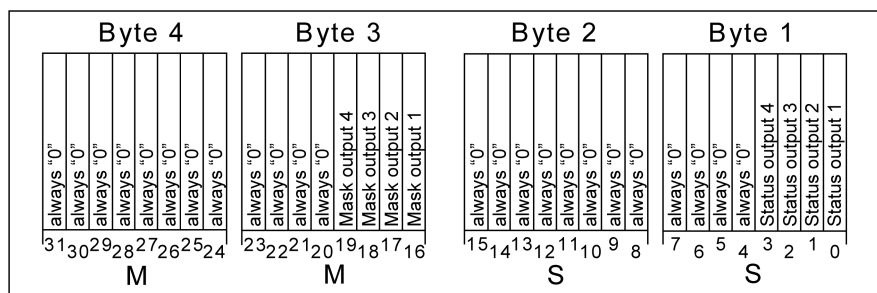 Byte 4 Byte 3 Byte 2 Byte 1
always “0” always “0” always “0” always “0” always “0” always “0” always “0” always “0” always “0” always “0” always “0” always “0” Mask output 4 Mask output 3 Mask output 2 Mask output 1 always “0” always “0” always “0” always “0” always “0” always “0” always “0” always “0” always “0” always “0” always “0” always “0” Status output 4 Status output 3 Status output 2 Status output 1
31 30 29 28 27 26 25 24 23 22 21 20 19 18 17 16 15 14 13 12 11 10 9 8 7 6 5 4 3 2 1 0
M M S S